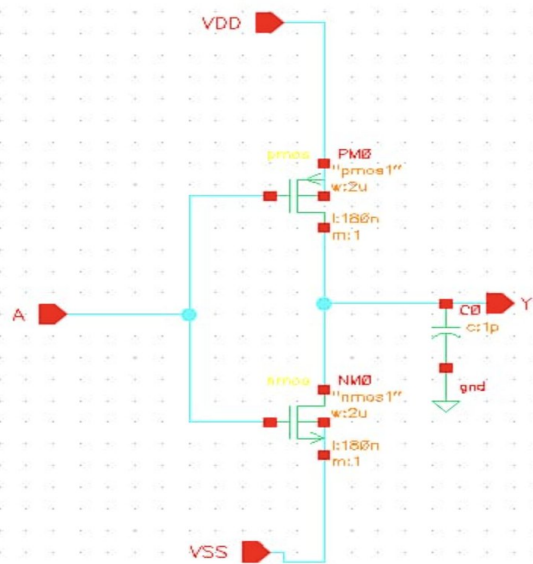 VDD
pmos
PM0
"pmos1"
w:2u
l:180n
m:1
A
Y
C0
c:1p
gnd
nmos
NM0
"nmos1"
w:2u
l:180n
m:1
VSS